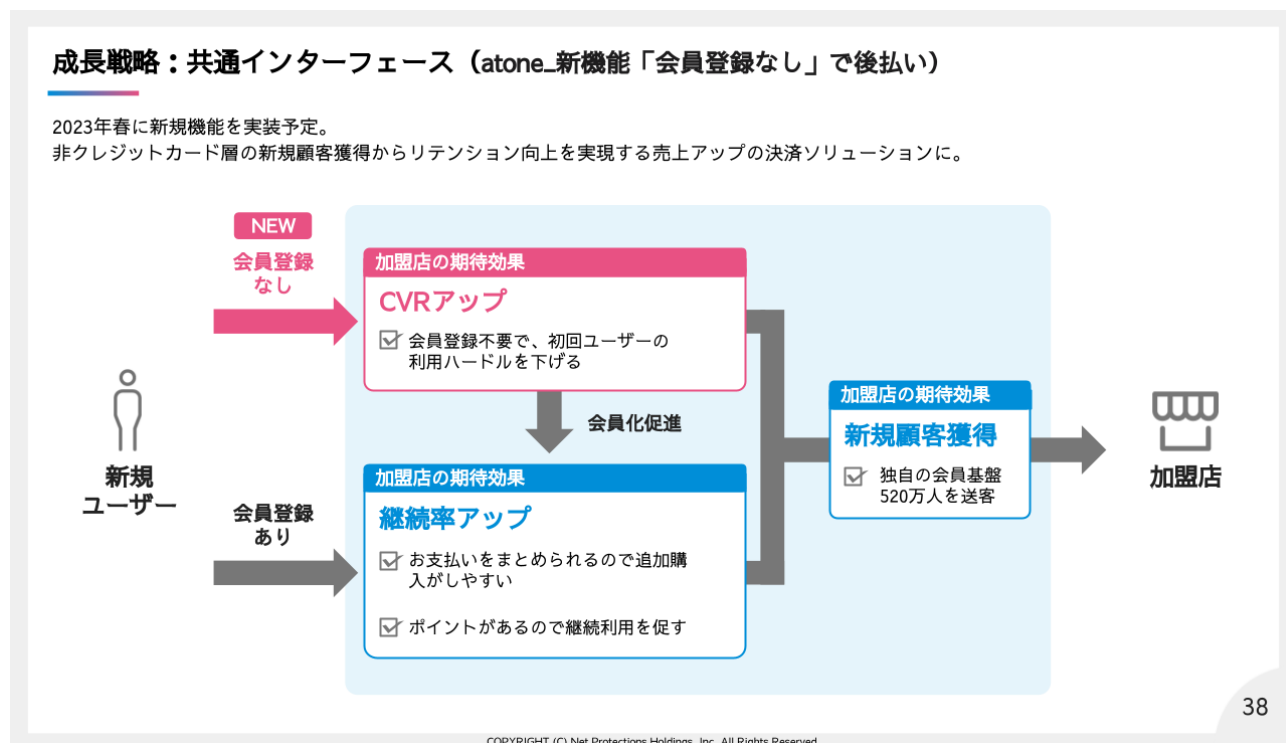 成長戦略：共通インターフェース（atone_新機能「会員登録なし」で後払い）
2023年春に新規機能を実装予定。
非クレジットカード層の新規顧客獲得からリテンション向上を実現する売上アップの決済ソリューションに。
NEW
会員登録
なし
加盟店の期待効果
CVRアップ
会員登録不要で、初回ユーザーの
利用ハードルを下げる
会員化促進
新規
ユーザー
会員登録
あり
加盟店の期待効果
継続率アップ
お支払いをまとめられるので追加購
入がしやすい
ポイントがあるので継続利用を促す
加盟店の期待効果
新規顧客獲得
独自の会員基盤
520万人を送客
加盟店
38
COPYRIGHT (C) Net Protections Holdings, Inc. All Rights Reserved.